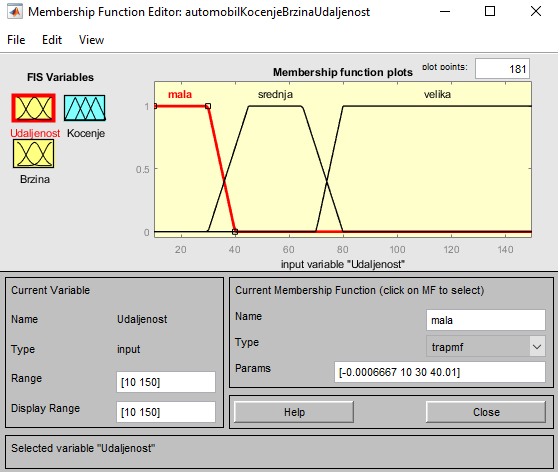 Membership Function Editor: automobilKocenjeBrzinaUdaljenost
File Edit View
FIS Variables
Udaljenost Kocenje
Brzina
Membership function plots
plot points: 181
mala srednja velika
1
0.5
0
20 40 60 80 100 120 140
input variable "Udaljenost"
Current Variable
Name Udaljenost
Type input
Range [10 150]
Display Range [10 150]
Current Membership Function (click on MF to select)
Name mala
Type trapmf
Params [-0.0006667 10 30 40.01]
Help Close
Selected variable "Udaljenost"